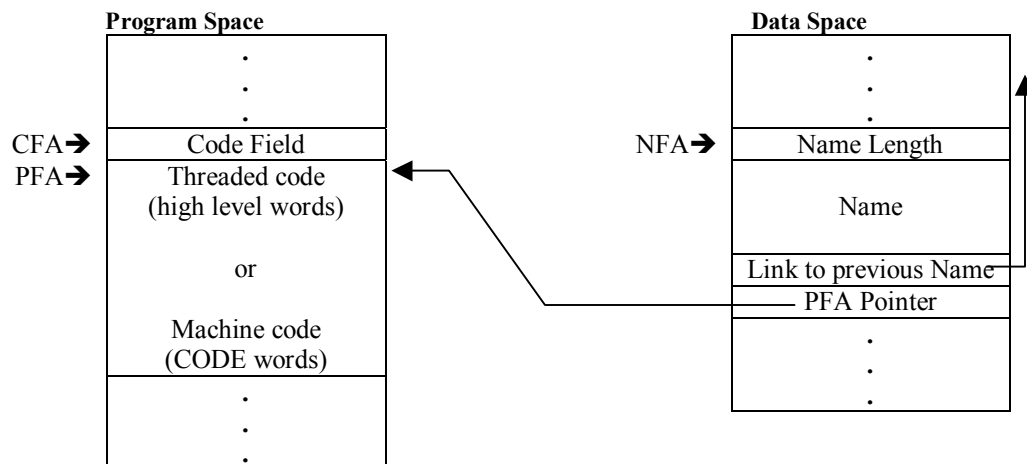 Program Space
.
.
.
CFA➔ Code Field
PFA➔ Threaded code
(high level words)
or
Machine code
(CODE words)
.
.
.
Data Space
.
.
.
NFA➔ Name Length
Name
Link to previous Name
PFA Pointer
.
.
.